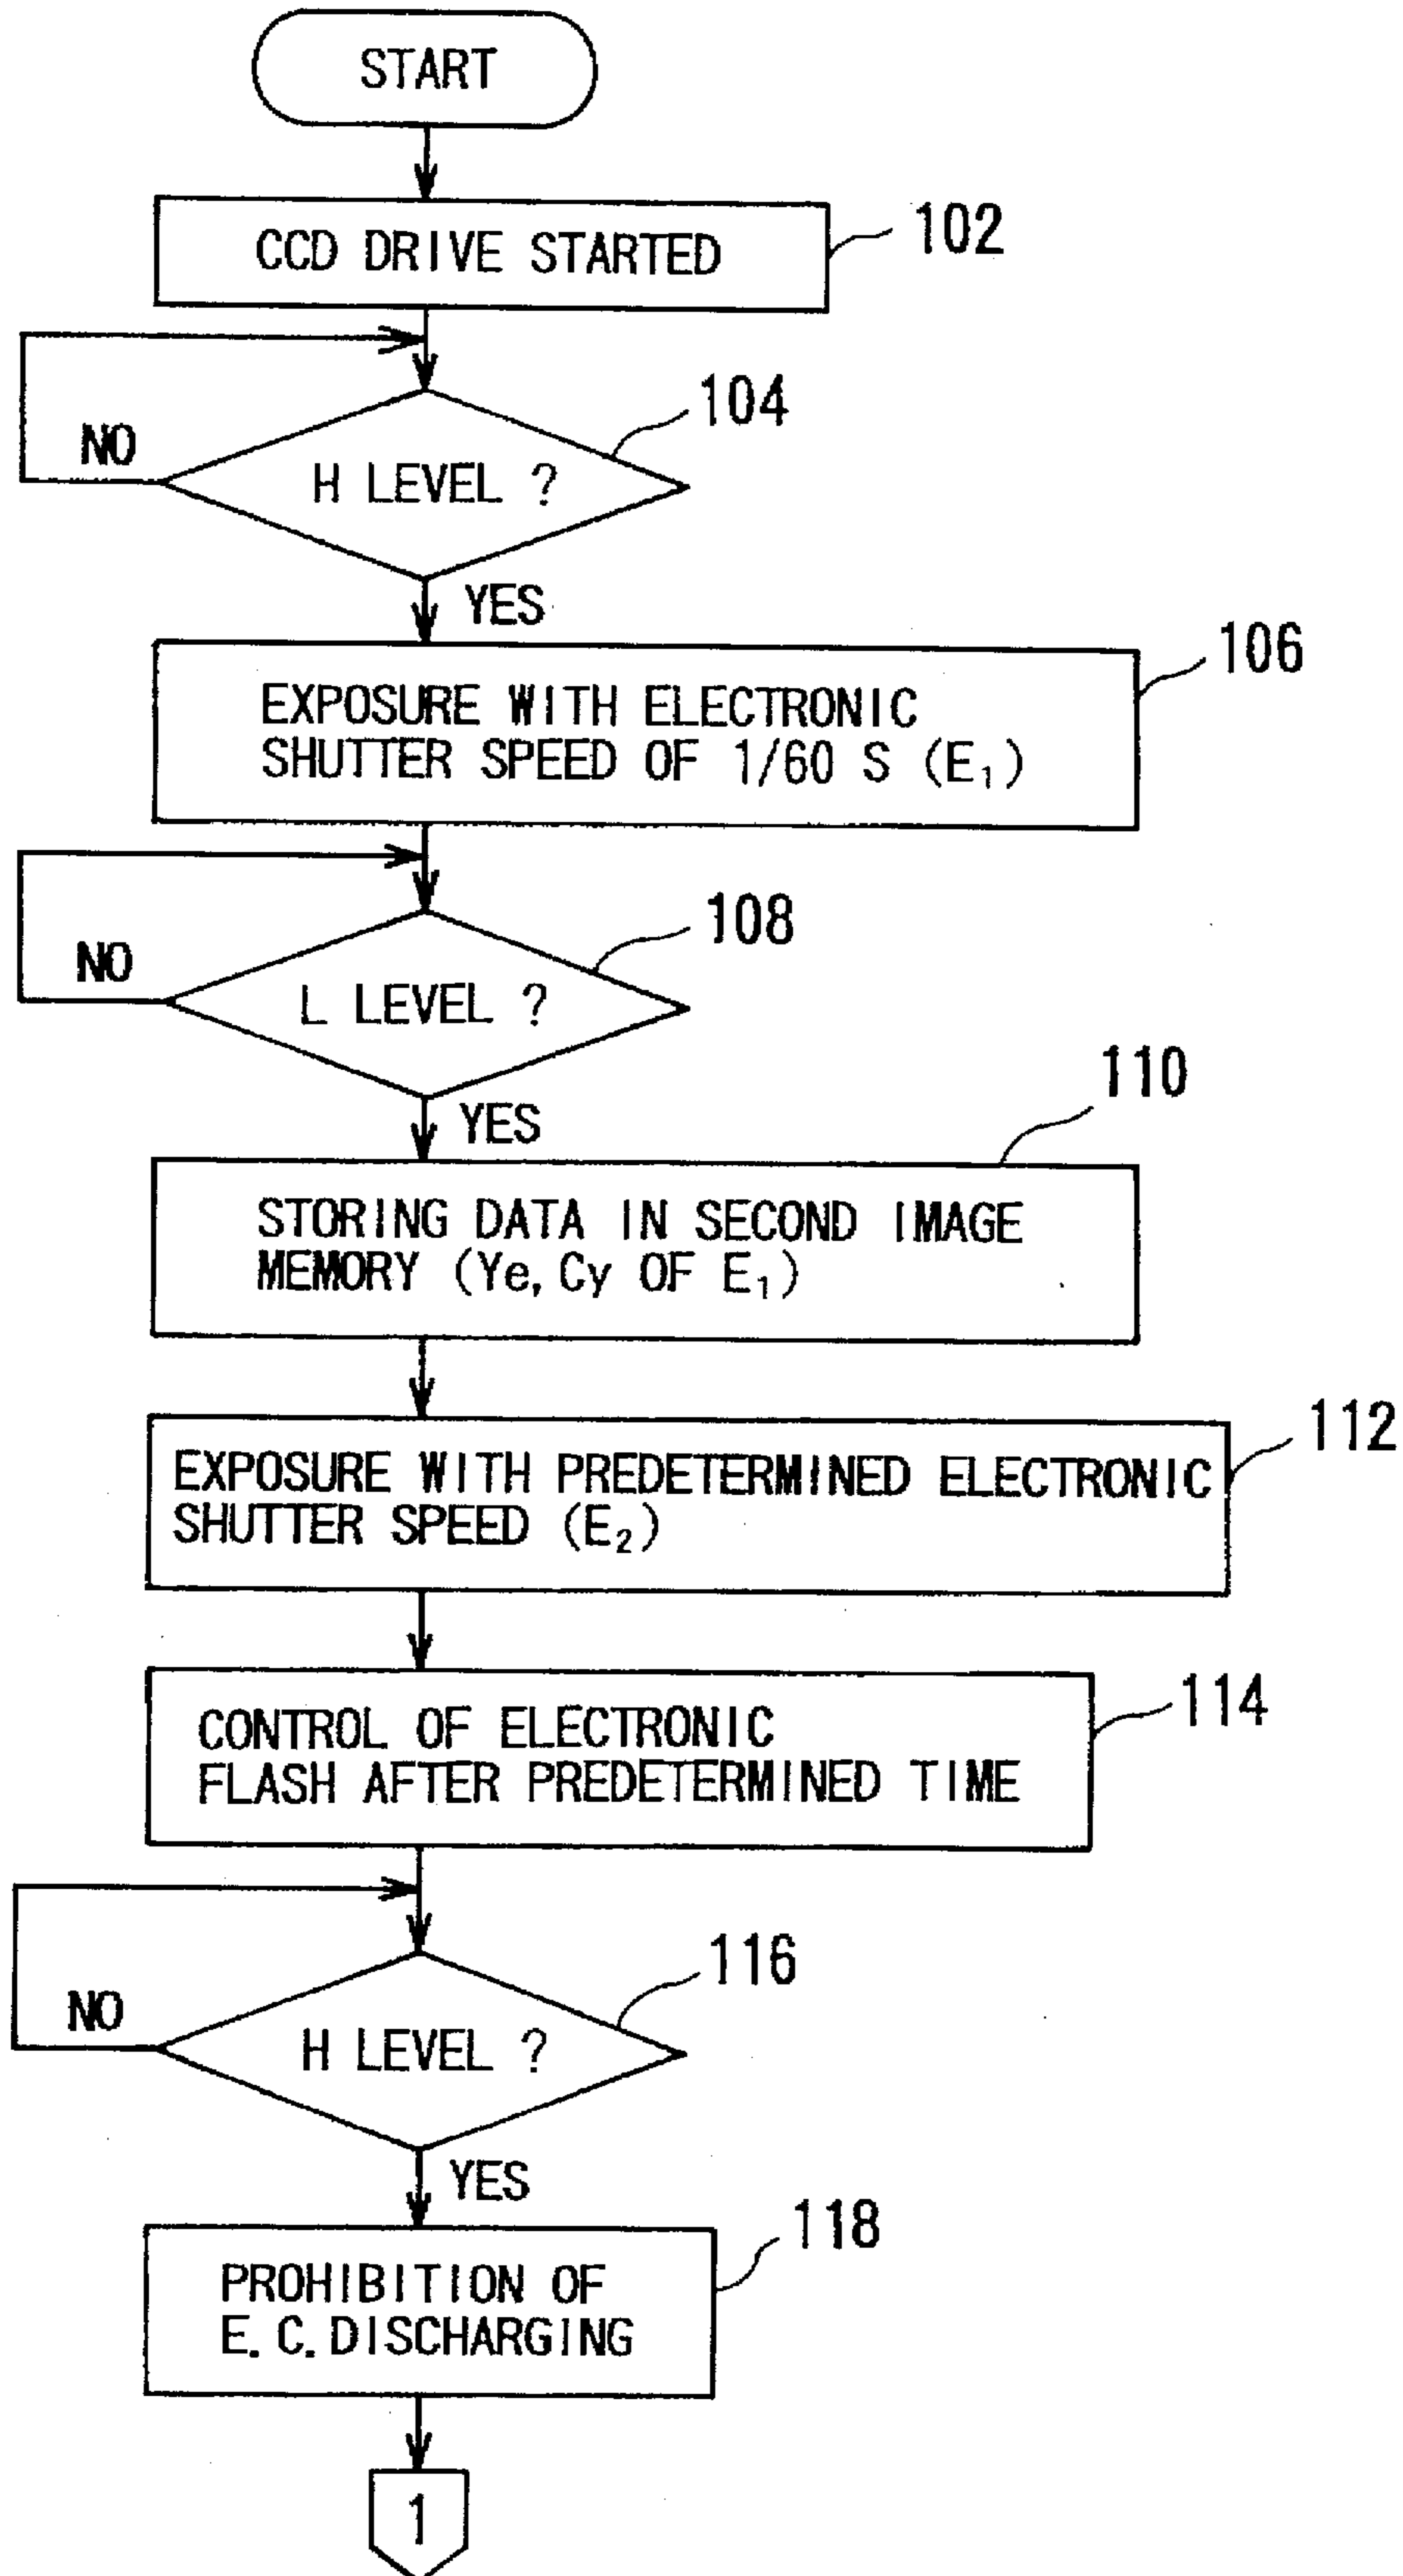 START
CCD DRIVE STARTED
102
104
NO
H LEVEL ?
YES
106
EXPOSURE WITH ELECTRONIC
SHUTTER SPEED OF 1/60 S (E₁)
108
NO
L LEVEL ?
YES
110
STORING DATA IN SECOND IMAGE
MEMORY (Ye, Cy OF E₁)
112
EXPOSURE WITH PREDETERMINED ELECTRONIC
SHUTTER SPEED (E₂)
114
CONTROL OF ELECTRONIC
FLASH AFTER PREDETERMINED TIME
116
NO
H LEVEL ?
YES
118
PROHIBITION OF
E. C. DISCHARGING
1